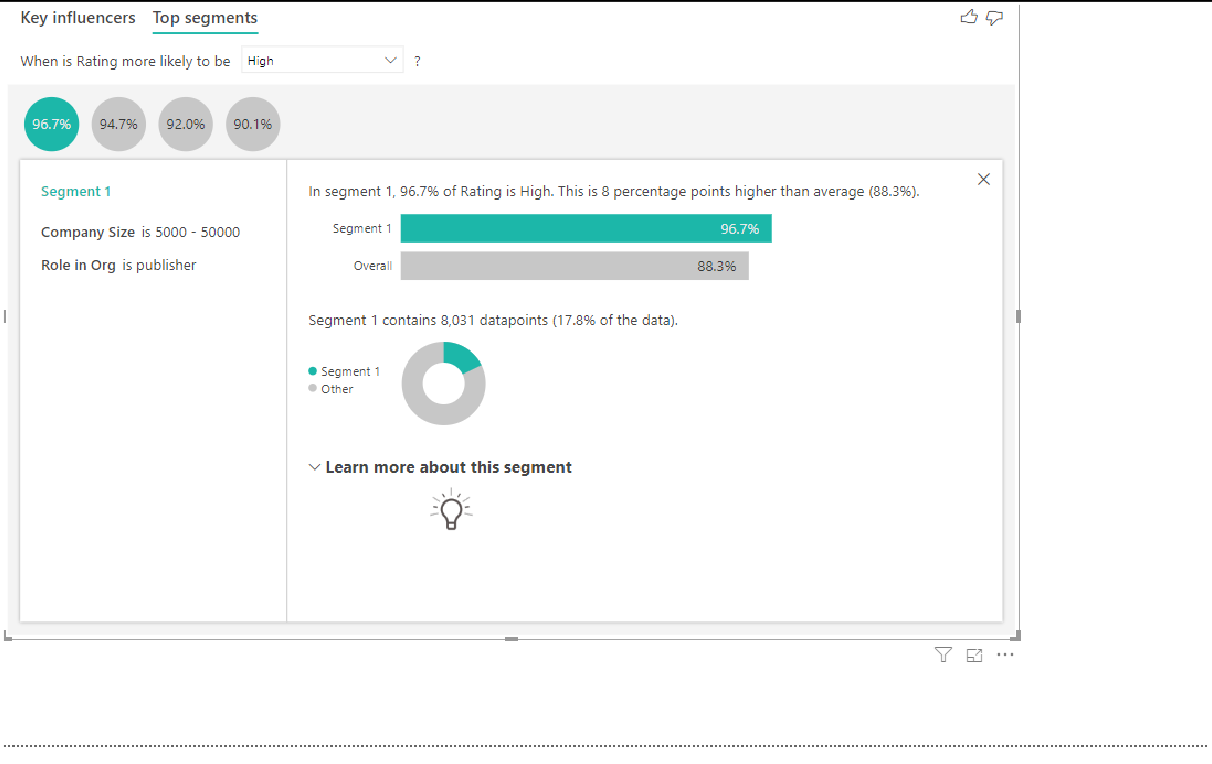 Key influencers Top segments
When is Rating more likely to be High ?
96.7% 94.7% 92.0% 90.1%
Segment 1
Company Size is 5000 - 50000
Role in Org is publisher
In segment 1, 96.7% of Rating is High. This is 8 percentage points higher than average (88.3%).
Segment 1 96.7%
Overall 88.3%
Segment 1 contains 8,031 datapoints (17.8% of the data).
Segment 1
Other
Learn more about this segment